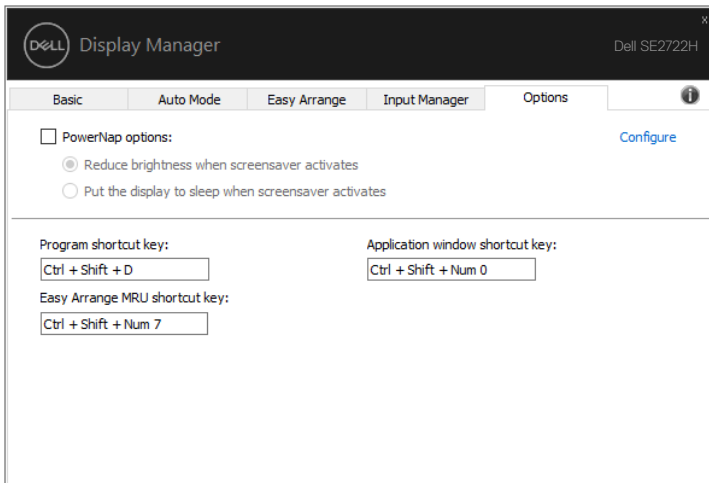 x
DELL Display Manager Dell SE2722H
Basic Auto Mode Easy Arrange Input Manager Options i
PowerNap options: Configure
Reduce brightness when screensaver activates
Put the display to sleep when screensaver activates
Program shortcut key: Application window shortcut key:
Ctrl + Shift + D Ctrl + Shift + Num 0
Easy Arrange MRU shortcut key:
Ctrl + Shift + Num 7